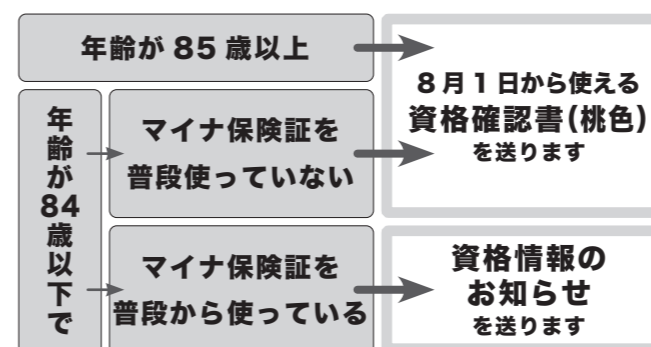 年齢が 85 歳以上
8月1日から使える
資格確認書(桃色)
を送ります
年齢が84歳以下で
マイナ保険証を
普段使っていない
マイナ保険証を
普段から使っている
資格情報の
お知らせ
を送ります